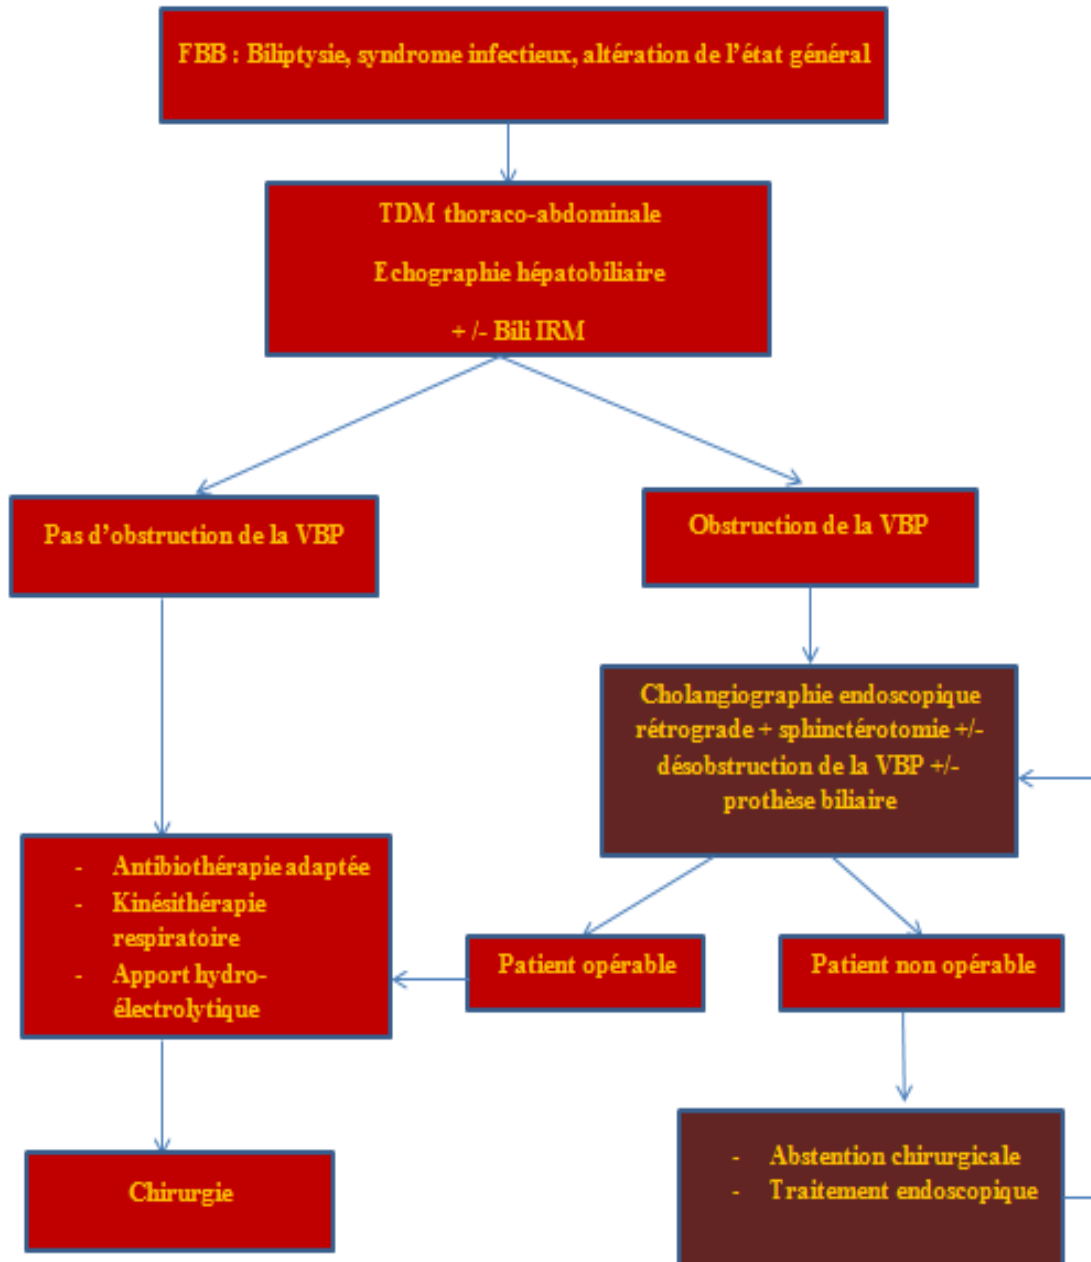 FBB : Biliptysie, syndrome infectieux, altération de l'état général
TDM thoraco-abdominale
Echographie hépatobiliaire
+ /- Bili IRM
Pas d'obstruction de la VBP
Obstruction de la VBP
Cholangiographie endoscopique
rétrograde + sphinctérotomie +/-
désobstruction de la VBP +/-
prothèse biliaire
- Antibiothérapie adaptée
- Kinésithérapie
respiratoire
- Apport hydro-
électrolytique
Patient opérable
Patient non opérable
Chirurgie
- Abstention chirurgicale
- Traitement endoscopique